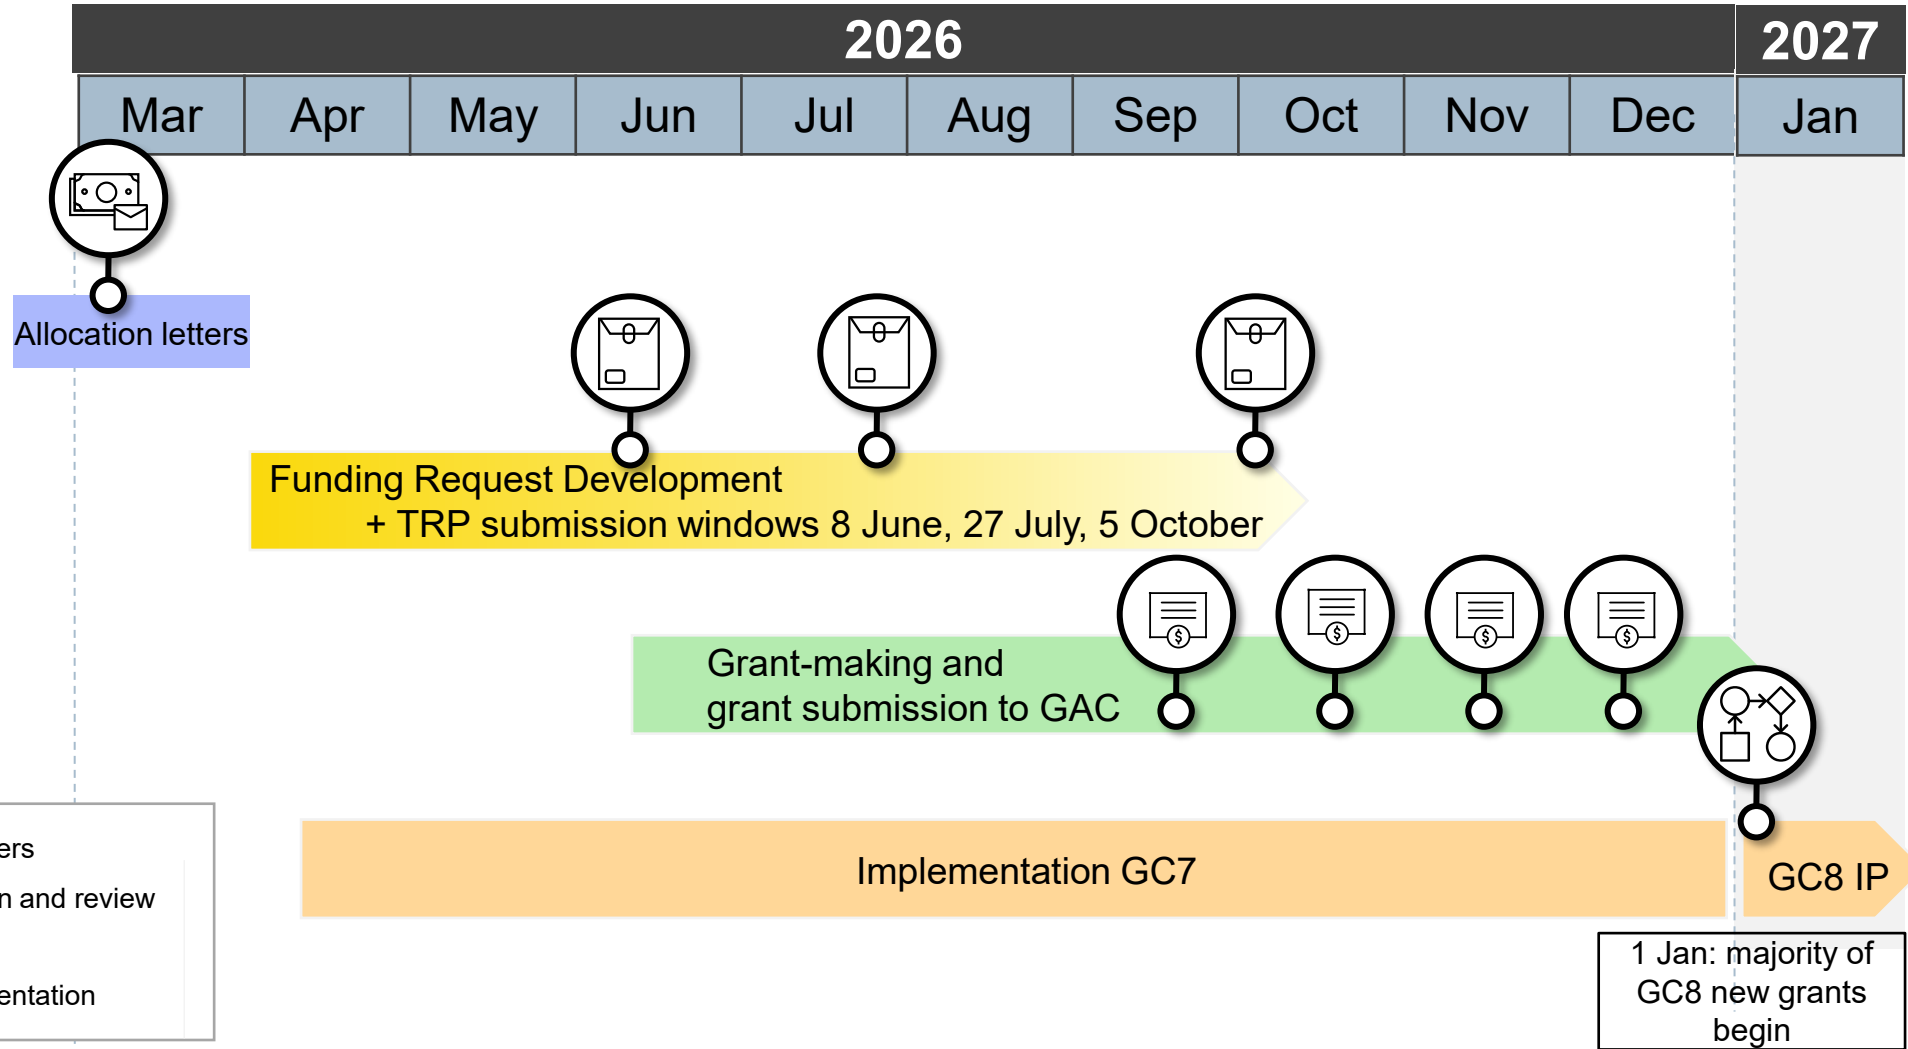 2026
2027
Mar
Apr
May
Jun
Jul
Aug
Sep
Oct
Nov
Dec
Jan
Allocation letters
Funding Request Development
+ TRP submission windows 8 June, 27 July, 5 October
$
$
$
$
Grant-making and
grant submission to GAC
Implementation GC7
GC8 IP
ers
n and review
entation
1 Jan: majority of
GC8 new grants
begin